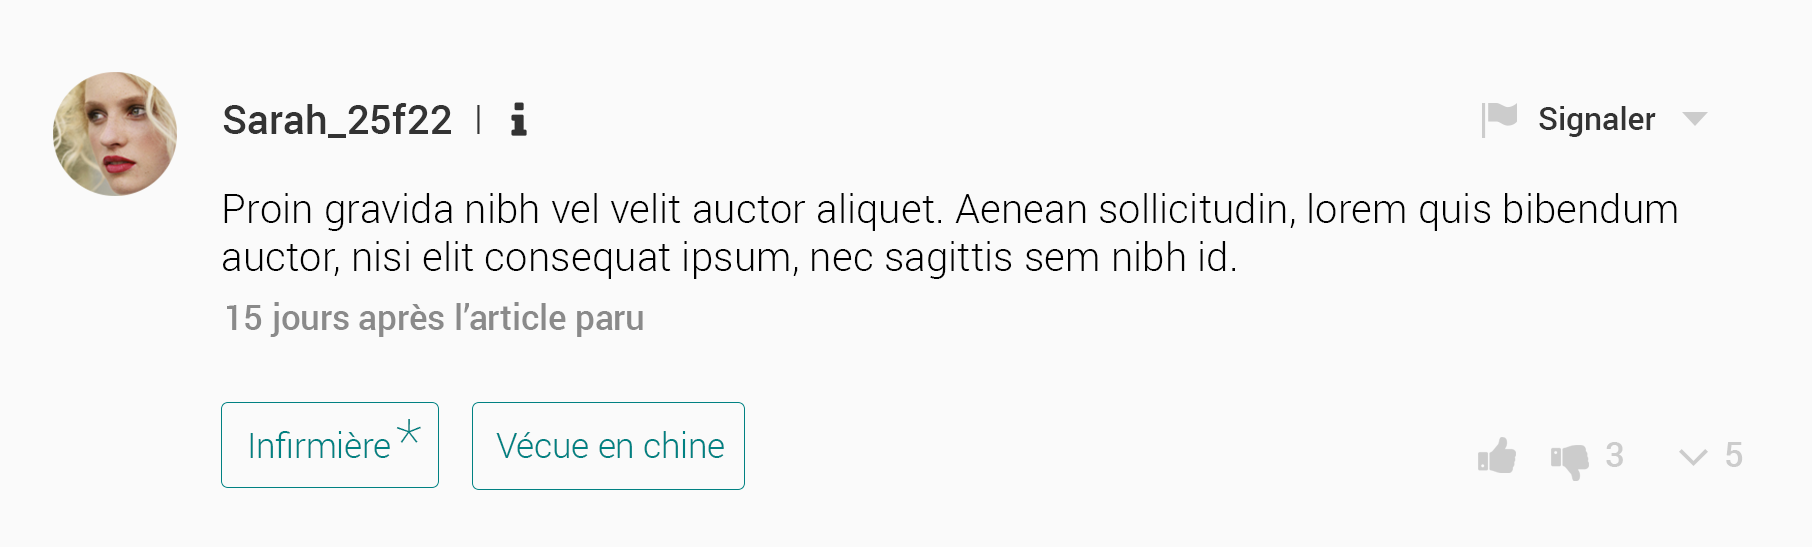 Sarah_25f22 | i
Signaler
Proin gravida nibh vel velit auctor aliquet. Aenean sollicitudin, lorem quis bibendum
auctor, nisi elit consequat ipsum, nec sagittis sem nibh id.
15 jours après l’article paru
Infirmière*
Vécue en chine
3
5